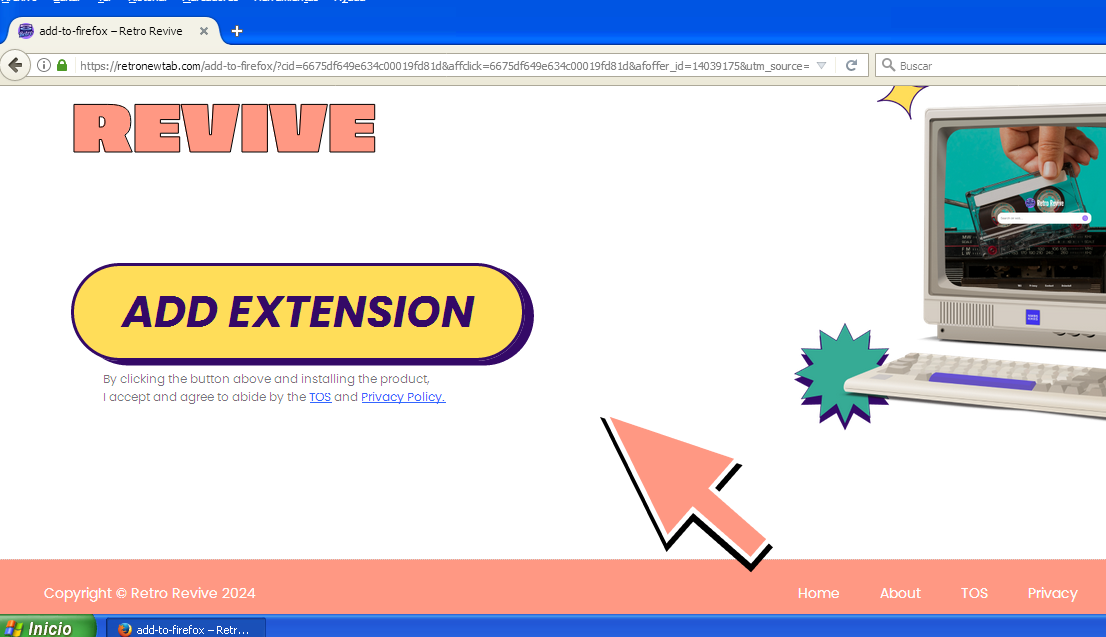 add-to-firefox – Retro Revive
https://retronewtab.com/add-to-firefox/?cid=6675df649e634c00019fd81d&affclick=6675df649e634c00019fd81d&afoffer_id=14039175&utm_source=
Buscar
REVIVE
Retro Revive
ADD EXTENSION
By clicking the button above and installing the product,
I accept and agree to abide by the TOS and Privacy Policy.
Copyright © Retro Revive 2024
Home
About
TOS
Privacy
Inicio
add-to-firefox – Retr...